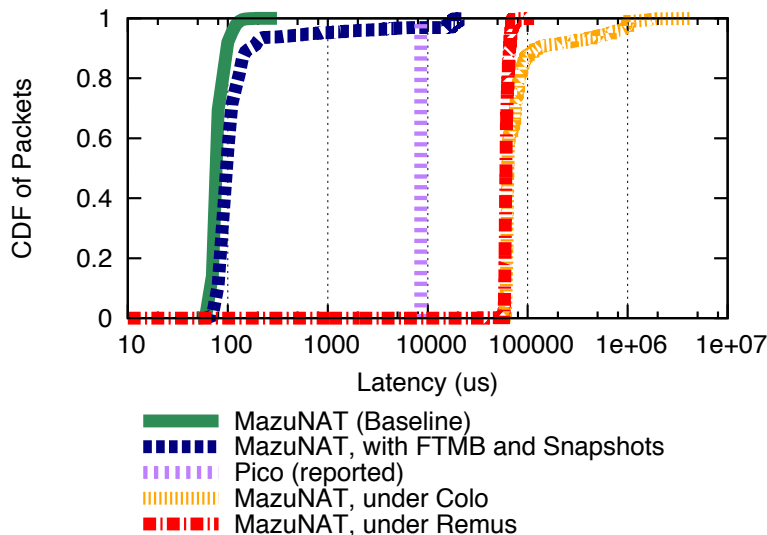 1
0.8
0.6
0.4
0.2
0
CDF of Packets
10 100 1000 10000 100000 1e+06 1e+07
Latency (us)
MazuNAT (Baseline)
MazuNAT, with FTMB and Snapshots
Pico (reported)
MazuNAT, under Colo
MazuNAT, under Remus